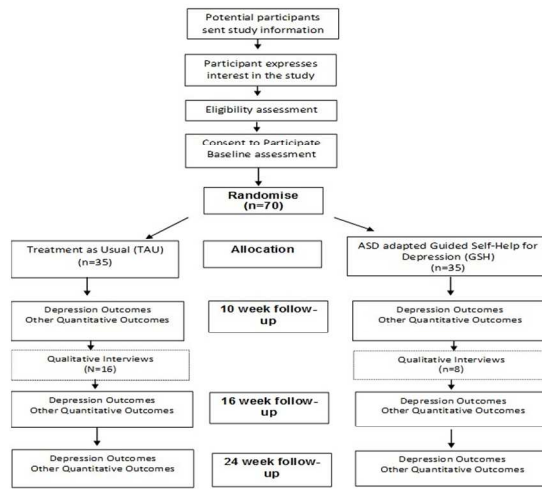 Potential participants
sent study information
Participant expresses
interest in the study
Eligibility assessment
Consent to Participate
Baseline assessment
Randomise
(n=70)
Treatment as Usual (TAU)
(n=35)
Allocation
ASD adapted Guided Self-Help for
Depression (GSH)
(n=35)
Depression Outcomes
Other Quantitative Outcomes
10 week follow-
up
Depression Outcomes
Other Quantitative Outcomes
Qualitative Interviews
(N=16)
Qualitative Interviews
(n=8)
Depression Outcomes
Other Quantitative Outcomes
16 week follow-
up
Depression Outcomes
Other Quantitative Outcomes
Depression Outcomes
Other Quantitative Outcomes
24 week follow-
up
Depression Outcomes
Other Quantitative Outcomes